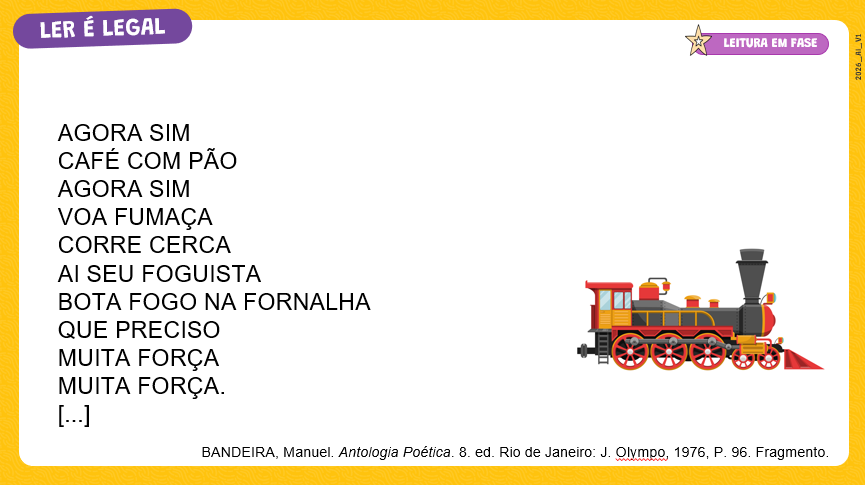 LER É LEGAL
LEITURA EM FASE
2026_AI_V1
AGORA SIM
CAFÉ COM PÃO
AGORA SIM
VOA FUMAÇA
CORRE CERCA
AI SEU FOGUISTA
BOTA FOGO NA FORNALHA
QUE PRECISO
MUITA FORÇA
MUITA FORÇA.
[...]
BANDEIRA, Manuel. Antologia Poética. 8. ed. Rio de Janeiro: J. Olympo, 1976, P. 96. Fragmento.